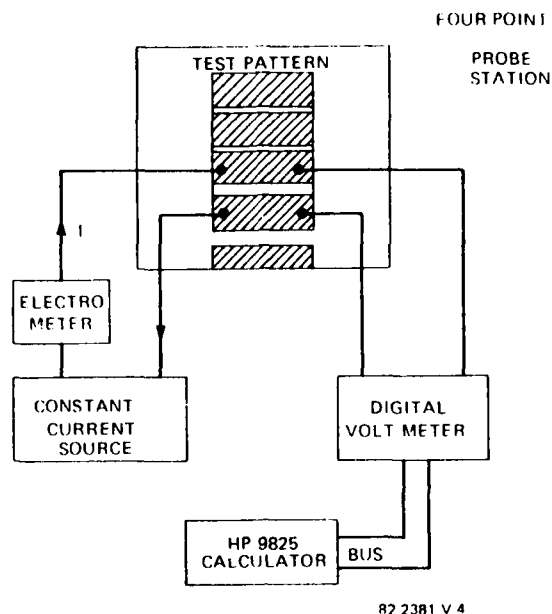 FOUR POINT
PROBE
STATION
TEST PATTERN
I
ELECTRO
METER
CONSTANT
CURRENT
SOURCE
DIGITAL
VOLT METER
HP 9825
CALCULATOR
BUS
82 2381 V 4